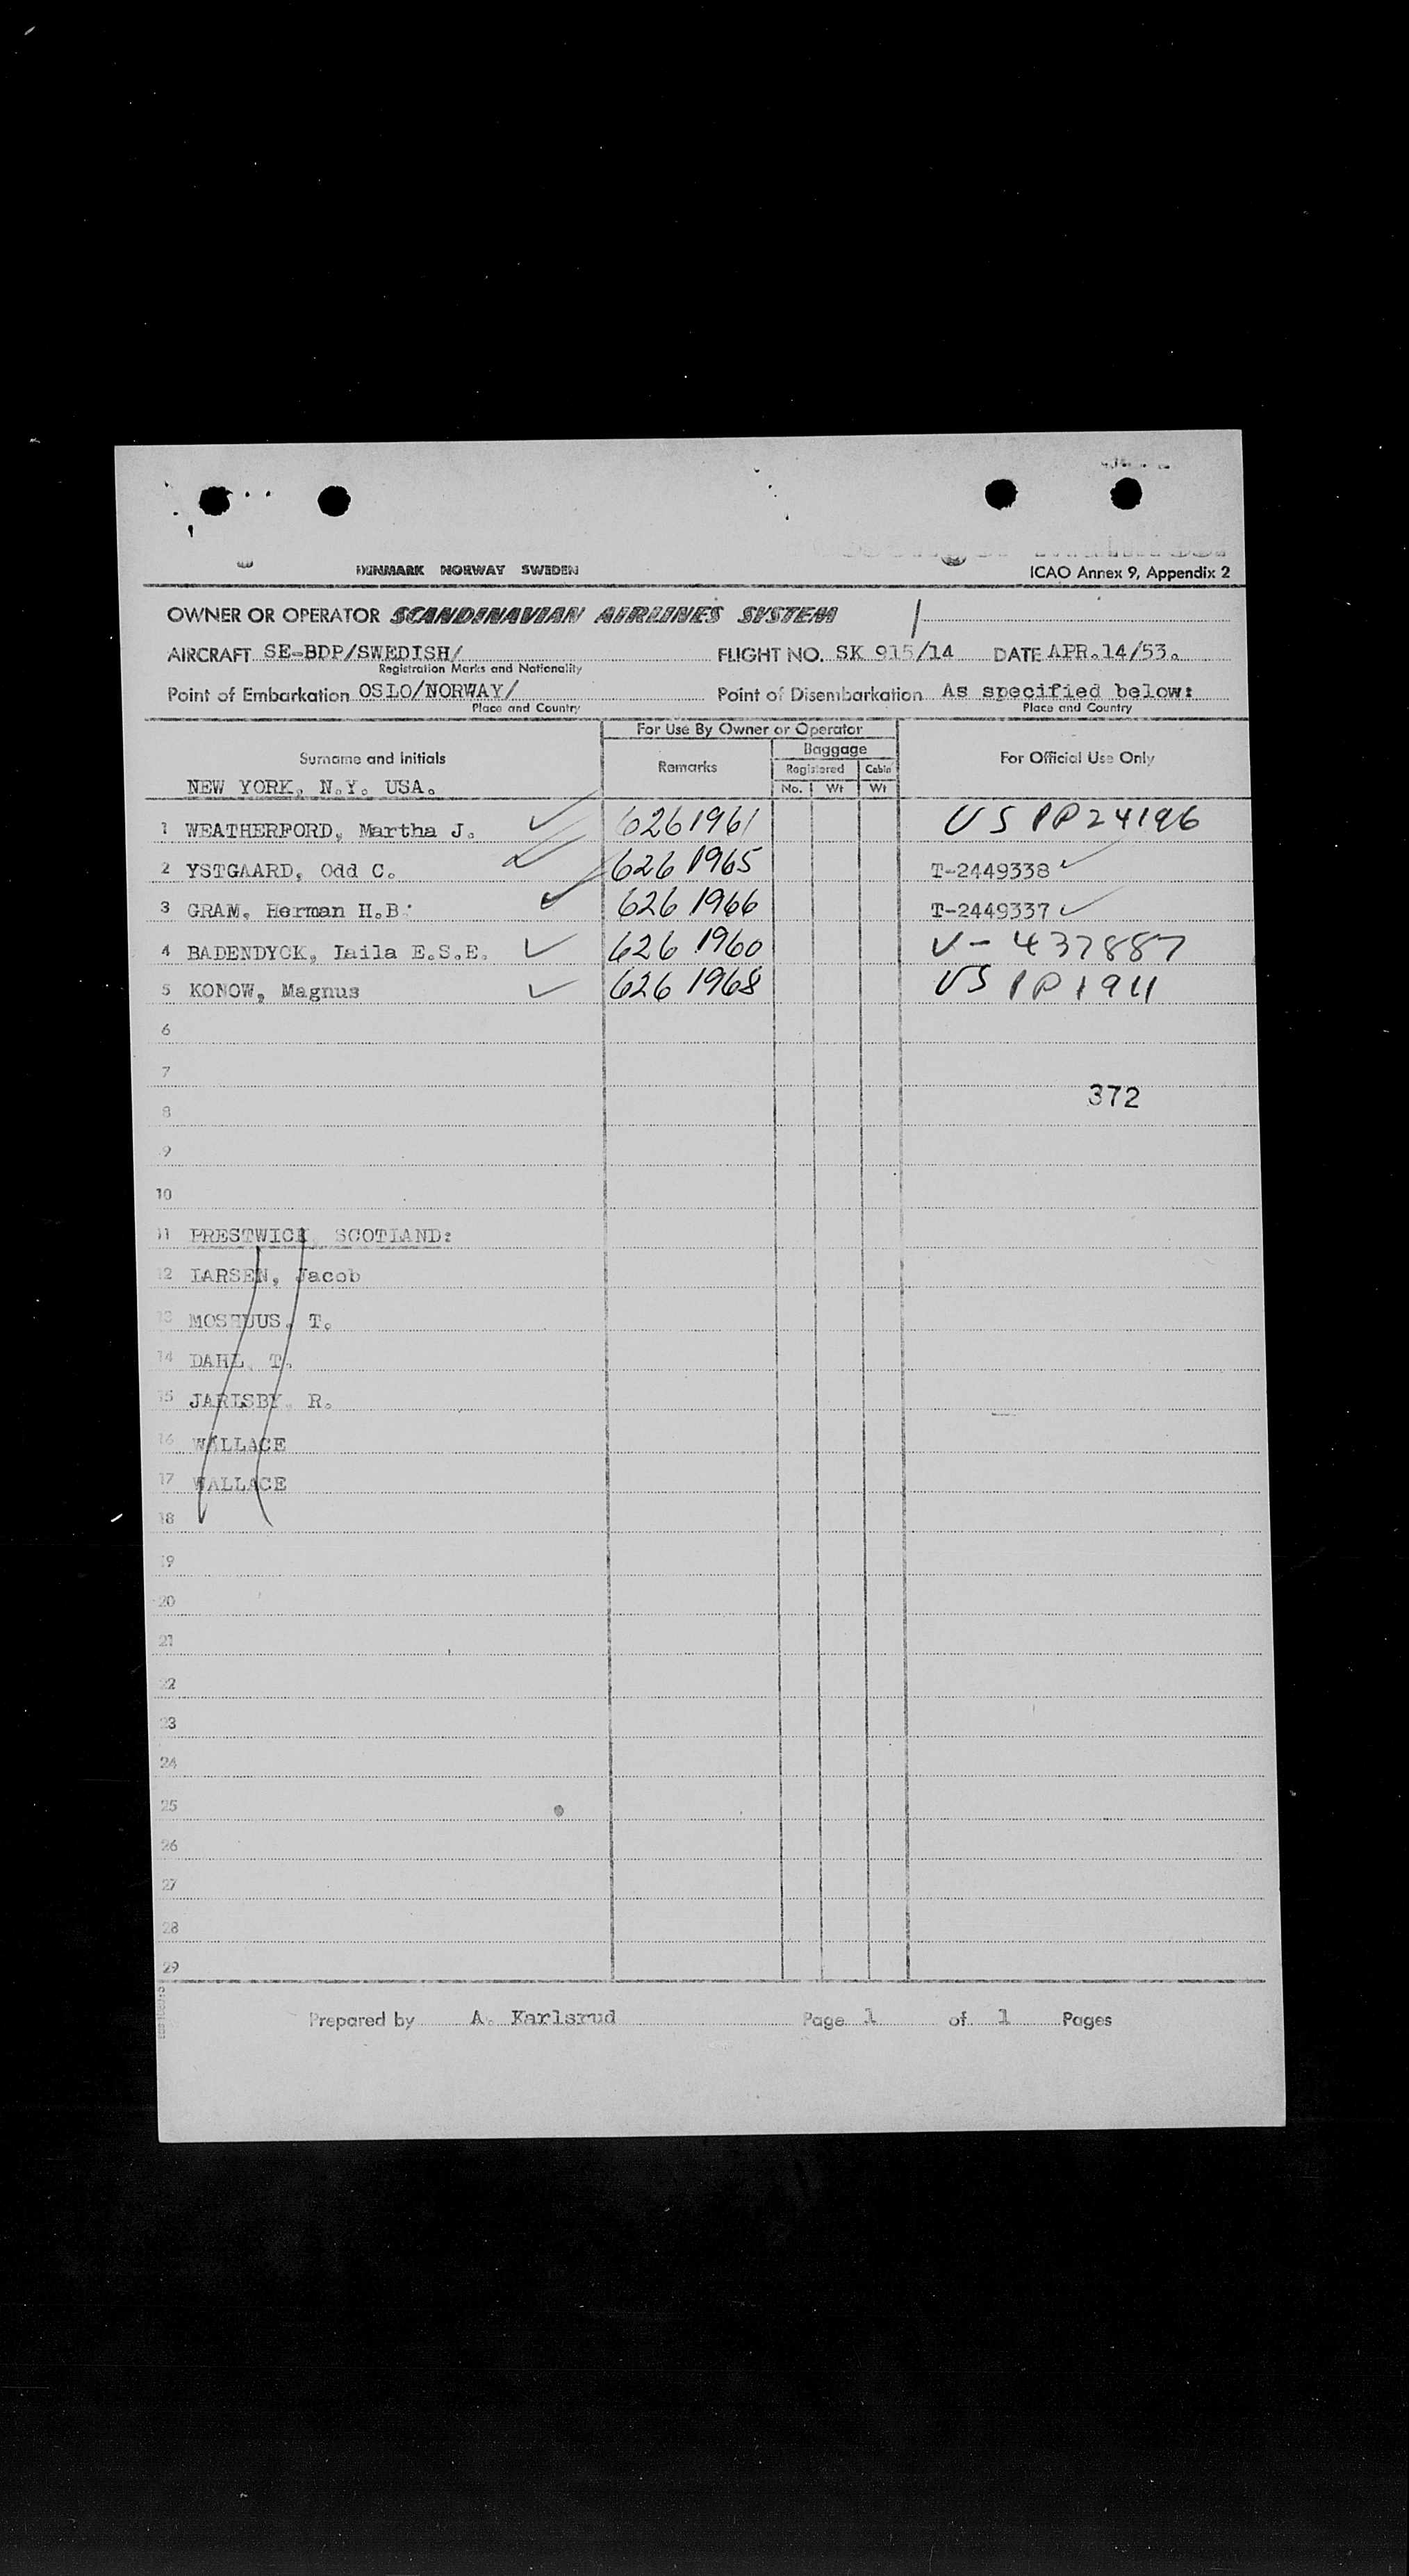 DENMARK NORWAY SWEDEN
ICAO Annex 9, Appendix 2
OWNER OR OPERATOR SCANDINAVIAN AIRLINES SYSTEM
AIRCRAFT SE-BDP/SWEDISH/ FLIGHT NO. SK 915/14 DATE APR.14/53.
Registration Marks and Nationality
Point of Embarkation OSLO/NORWAY/ Point of Disembarkation As specified below:
Place and Country Place and Country
For Use By Owner or Operator
Surname and Initials Remarks Baggage For Official Use Only
Registered Cabin
NEW YORK, N.Y. USA. No. Wt Wt
1 WEATHERFORD, Martha J. 6261961 US PP24196
2 YSTGAARD, Odd C. 626 1965 T-2449338
3 GRAM, Herman H.B. 626 1966 T-2449337
4 BADENDYCK, Laila E.S.E. 626 1960 V-437887
5 KONOW, Magnus 626 1968 US PP1911
6
7
372
8
9
10
11 PRESTWICK, SCOTLAND:
12 LARSEN, Jacob
13 MOSHUUS, T.
14 DAHL, T.
15 JARLSBY, R.
16 WALLACE
17 WALLACE
18
19
20
21
22
23
24
25
26
27
28
29
Prepared by A. Karlsrud Page 1 of 1 Pages